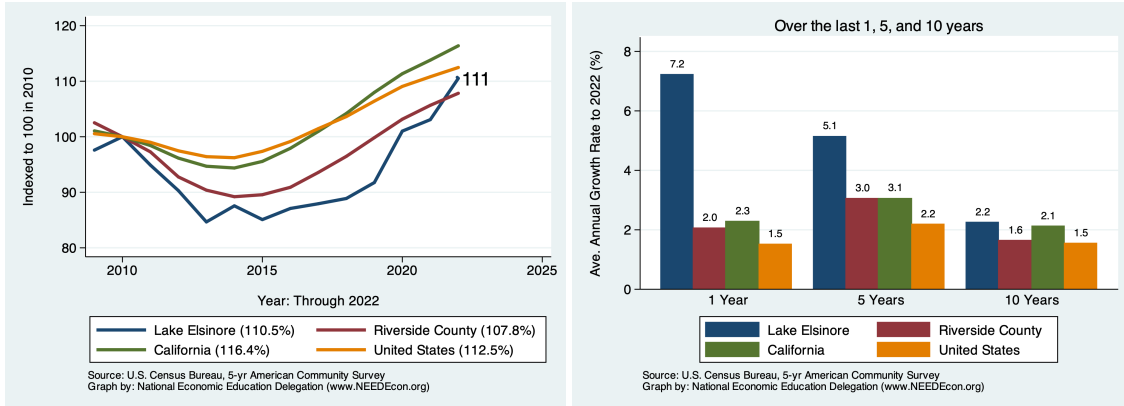 120
110
100
90
80
Indexed to 100 in 2010
111
2010
2015
2020
2025
Year: Through 2022
Lake Elsinore (110.5%)
Riverside County (107.8%)
California (116.4%)
United States (112.5%)
Source: U.S. Census Bureau, 5-yr American Community Survey
Graph by: National Economic Education Delegation (www.NEEDEcon.org)
Over the last 1, 5, and 10 years
Ave. Annual Growth Rate to 2022 (%)
8
6
4
2
0
7.2
2.0
2.3
1.5
5.1
3.0
3.1
2.2
2.2
1.6
2.1
1.5
1 Year
5 Years
10 Years
Lake Elsinore
Riverside County
California
United States
Source: U.S. Census Bureau, 5-yr American Community Survey
Graph by: National Economic Education Delegation (www.NEEDEcon.org)